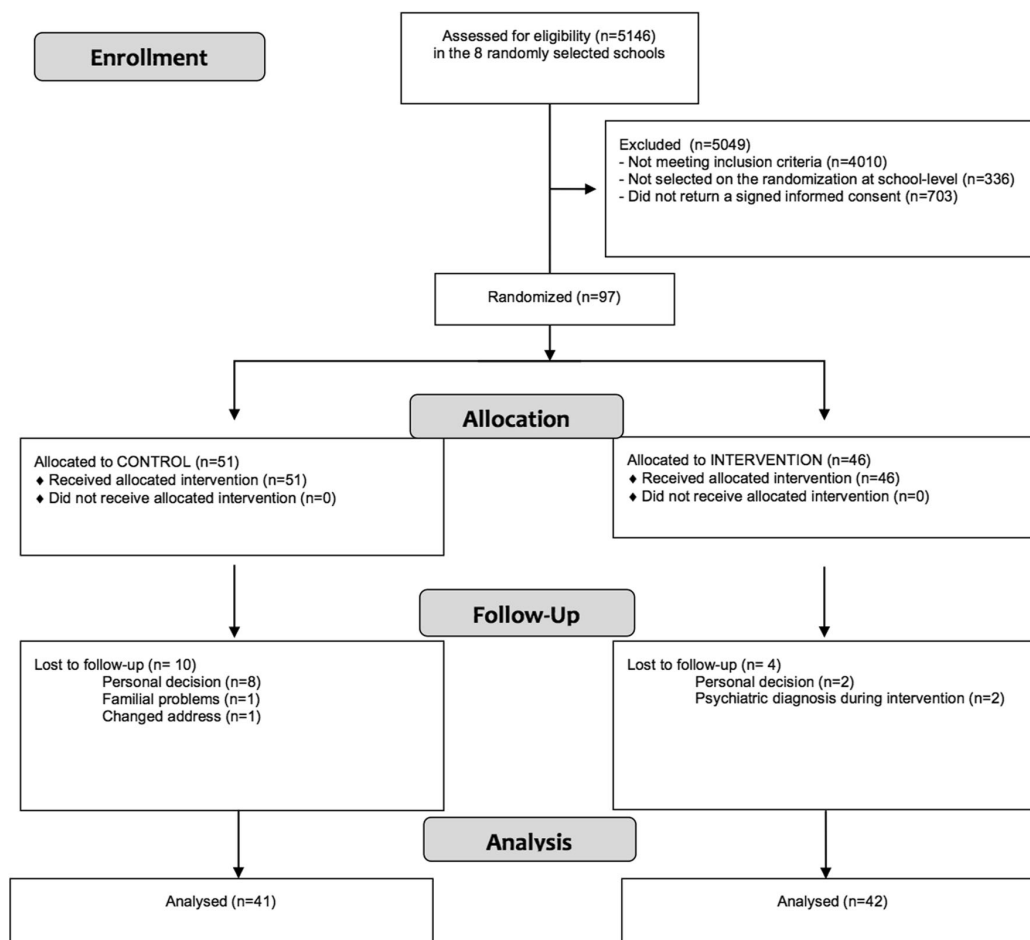 Enrollment
Assessed for eligibility (n=5146)
in the 8 randomly selected schools
Excluded (n=5049)
- Not meeting inclusion criteria (n=4010)
- Not selected on the randomization at school-level (n=336)
- Did not return a signed informed consent (n=703)
Randomized (n=97)
Allocation
Allocated to CONTROL (n=51)
♦ Received allocated intervention (n=51)
♦ Did not receive allocated intervention (n=0)
Allocated to INTERVENTION (n=46)
♦ Received allocated intervention (n=46)
♦ Did not receive allocated intervention (n=0)
Follow-Up
Lost to follow-up (n= 10)
Personal decision (n=8)
Familial problems (n=1)
Changed address (n=1)
Lost to follow-up (n= 4)
Personal decision (n=2)
Psychiatric diagnosis during intervention (n=2)
Analysis
Analysed (n=41)
Analysed (n=42)